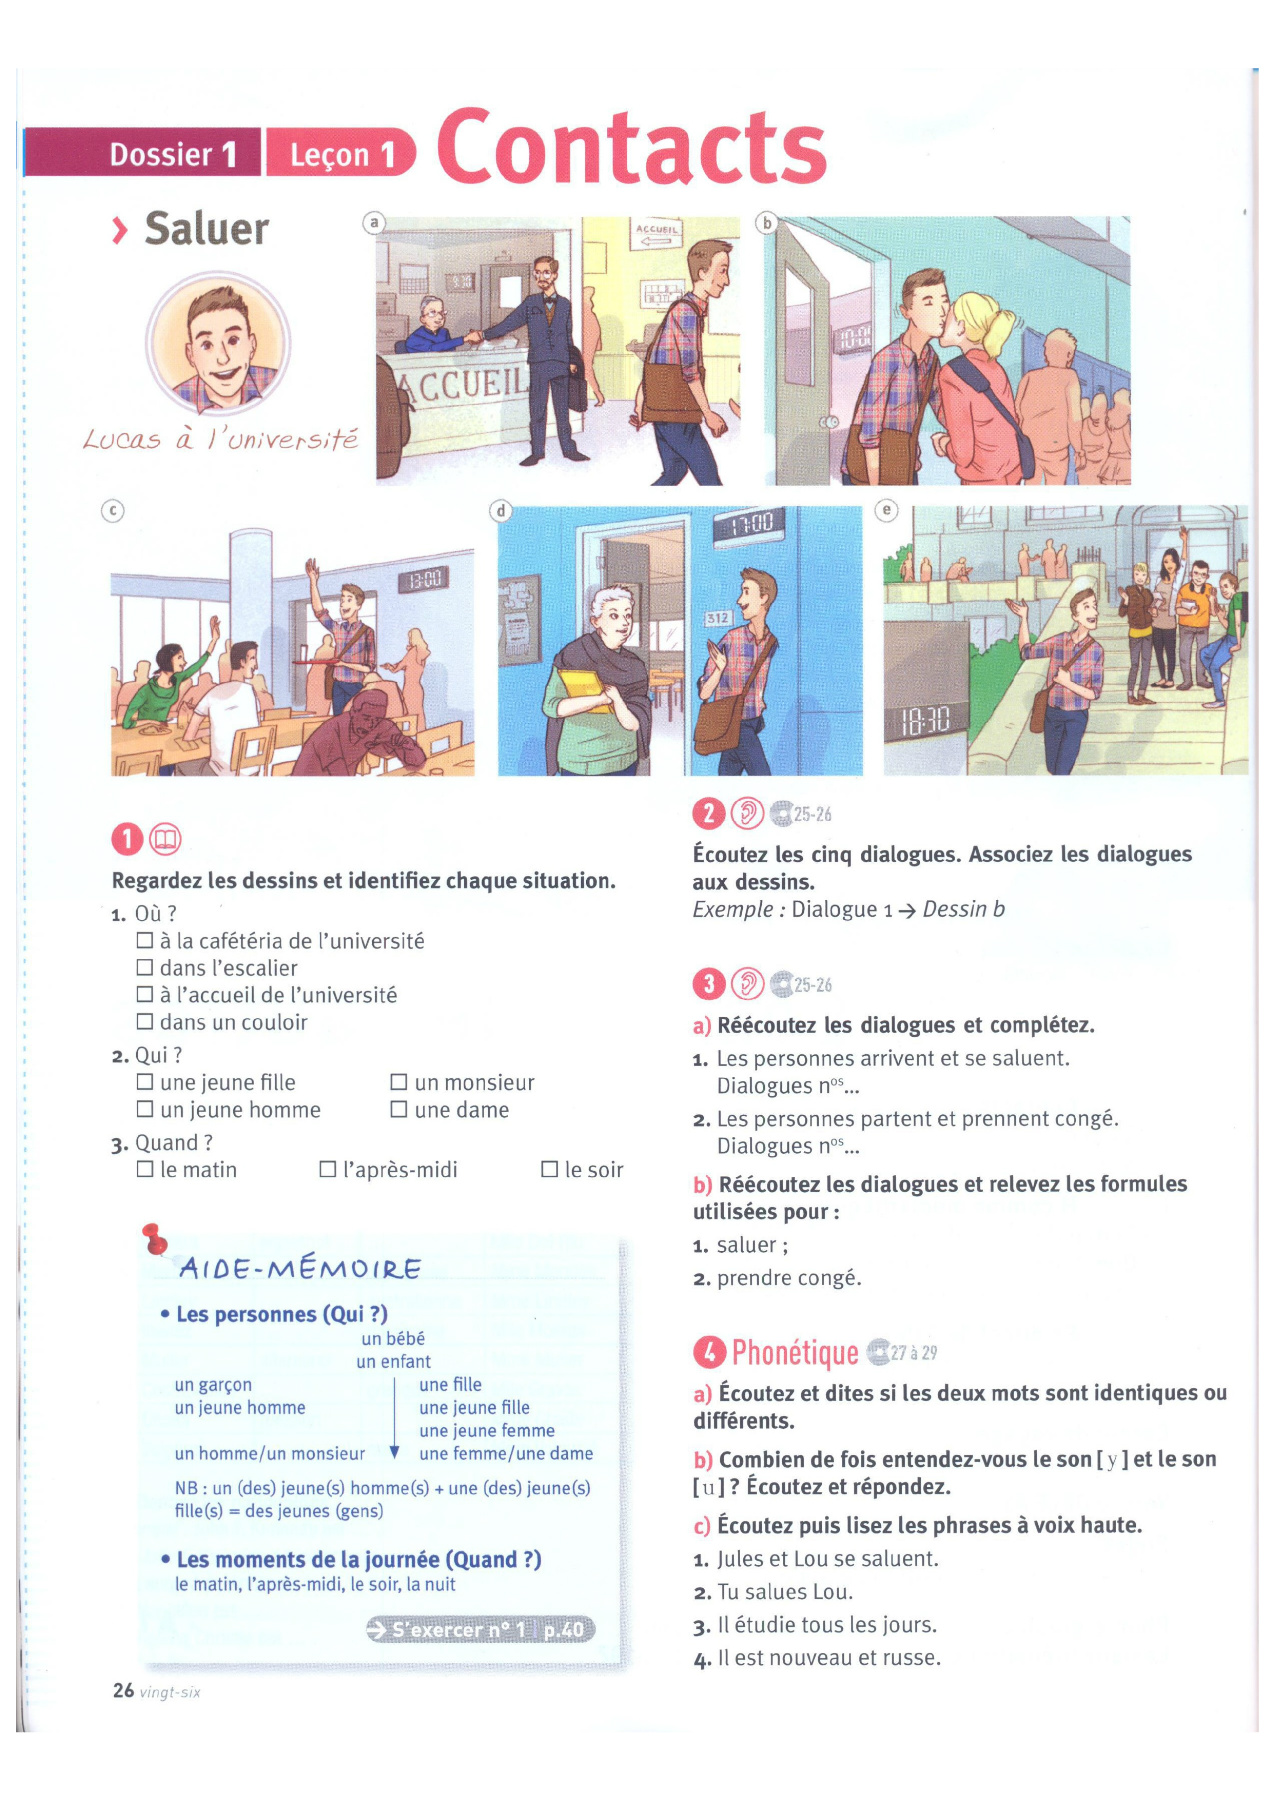 Dossier 1 Leçon 1 Contacts
› Saluer
Lucas à l'université
a
ACCUEIL
9:30
ACCUEIL
b
10:00
c
13:00
d
17:00
312
e
18:30
1
Regardez les dessins et identifiez chaque situation.
1. Où ?
☐ à la cafétéria de l'université
☐ dans l'escalier
☐ à l'accueil de l'université
☐ dans un couloir
2. Qui ?
☐ une jeune fille ☐ un monsieur
☐ un jeune homme ☐ une dame
3. Quand ?
☐ le matin ☐ l'après-midi ☐ le soir
AIDE-MÉMOIRE
• Les personnes (Qui ?)
un bébé
un enfant
un garçon une fille
un jeune homme une jeune fille
une jeune femme
un homme/un monsieur une femme/une dame
NB : un (des) jeune(s) homme(s) + une (des) jeune(s)
fille(s) = des jeunes (gens)
• Les moments de la journée (Quand ?)
le matin, l'après-midi, le soir, la nuit
→ S'exercer n° 1 | p.40
26 vingt-six
2 25-26
Écoutez les cinq dialogues. Associez les dialogues
aux dessins.
Exemple : Dialogue 1 → Dessin b
3 25-26
a) Réécoutez les dialogues et complétez.
1. Les personnes arrivent et se saluent.
Dialogues nos...
2. Les personnes partent et prennent congé.
Dialogues nos...
b) Réécoutez les dialogues et relevez les formules
utilisées pour :
1. saluer ;
2. prendre congé.
4 Phonétique 27 à 29
a) Écoutez et dites si les deux mots sont identiques ou
différents.
b) Combien de fois entendez-vous le son [y] et le son
[u] ? Écoutez et répondez.
c) Écoutez puis lisez les phrases à voix haute.
1. Jules et Lou se saluent.
2. Tu salues Lou.
3. Il étudie tous les jours.
4. Il est nouveau et russe.